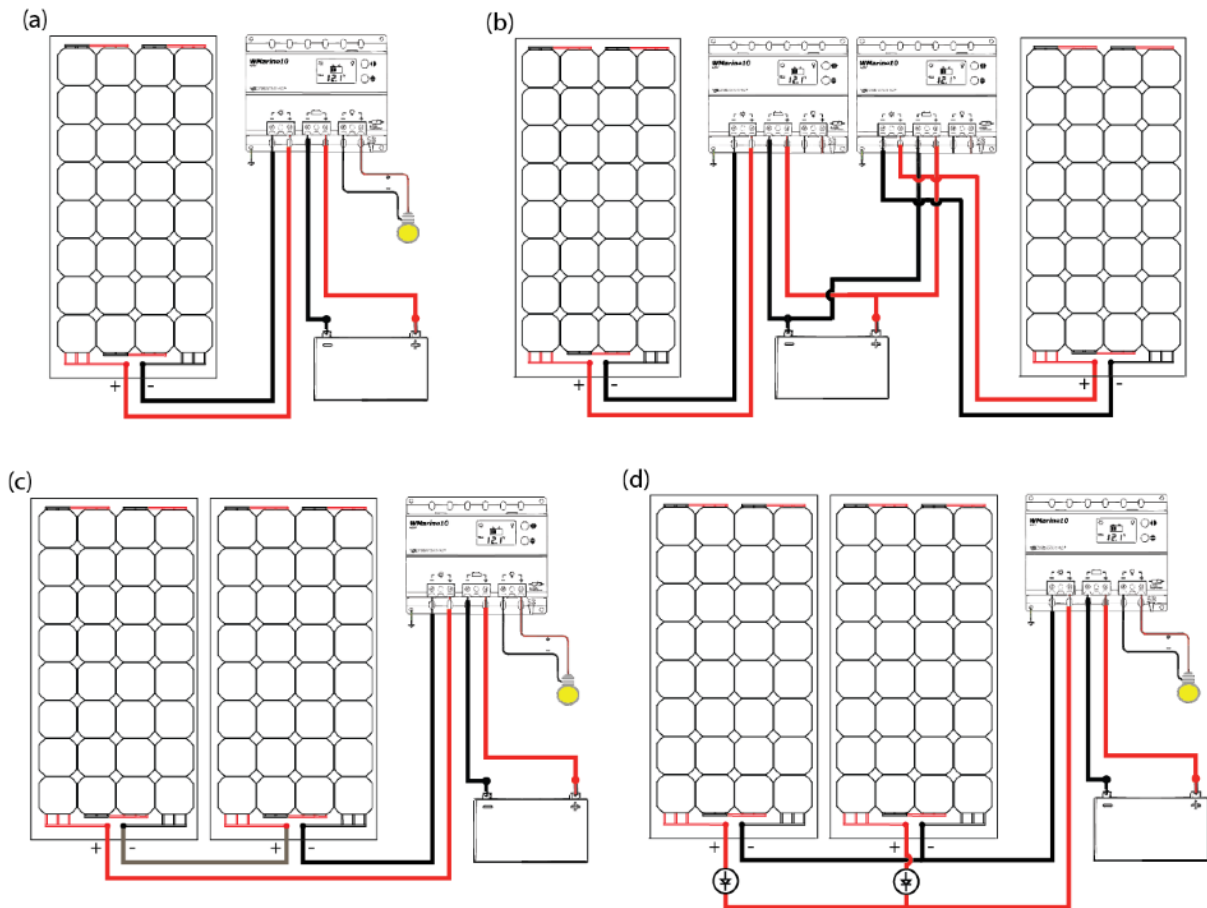 (a)
WMarine10
12.1"
+ -
- +
(b)
WMarine10
12.1"
WMarine10
12.1"
+ -
- +
+ -
(c)
WMarine10
12.1"
+ - + -
- +
(d)
WMarine10
12.1"
+ - + -
- +